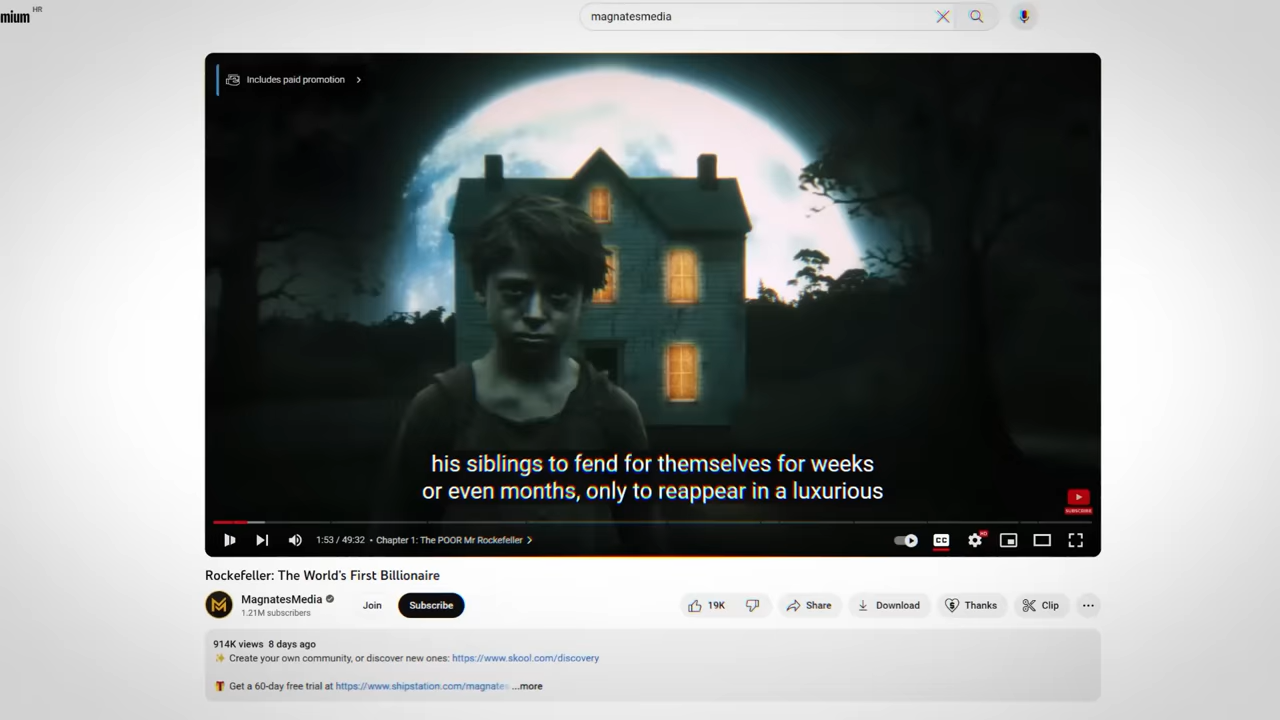 mium HR
magnatesmedia
Includes paid promotion
his siblings to fend for themselves for weeks
or even months, only to reappear in a luxurious
SUBSCRIBE
1:53 / 49:32 • Chapter 1: The POOR Mr Rockefeller
CC
HD
Rockefeller: The World's First Billionaire
MagnatesMedia
1.21M subscribers
Join
Subscribe
19K
Share
Download
Thanks
Clip
914K views 8 days ago
✨ Create your own community, or discover new ones: https://www.skool.com/discovery
🎁 Get a 60-day free trial at https://www.shipstation.com/magnates ...more